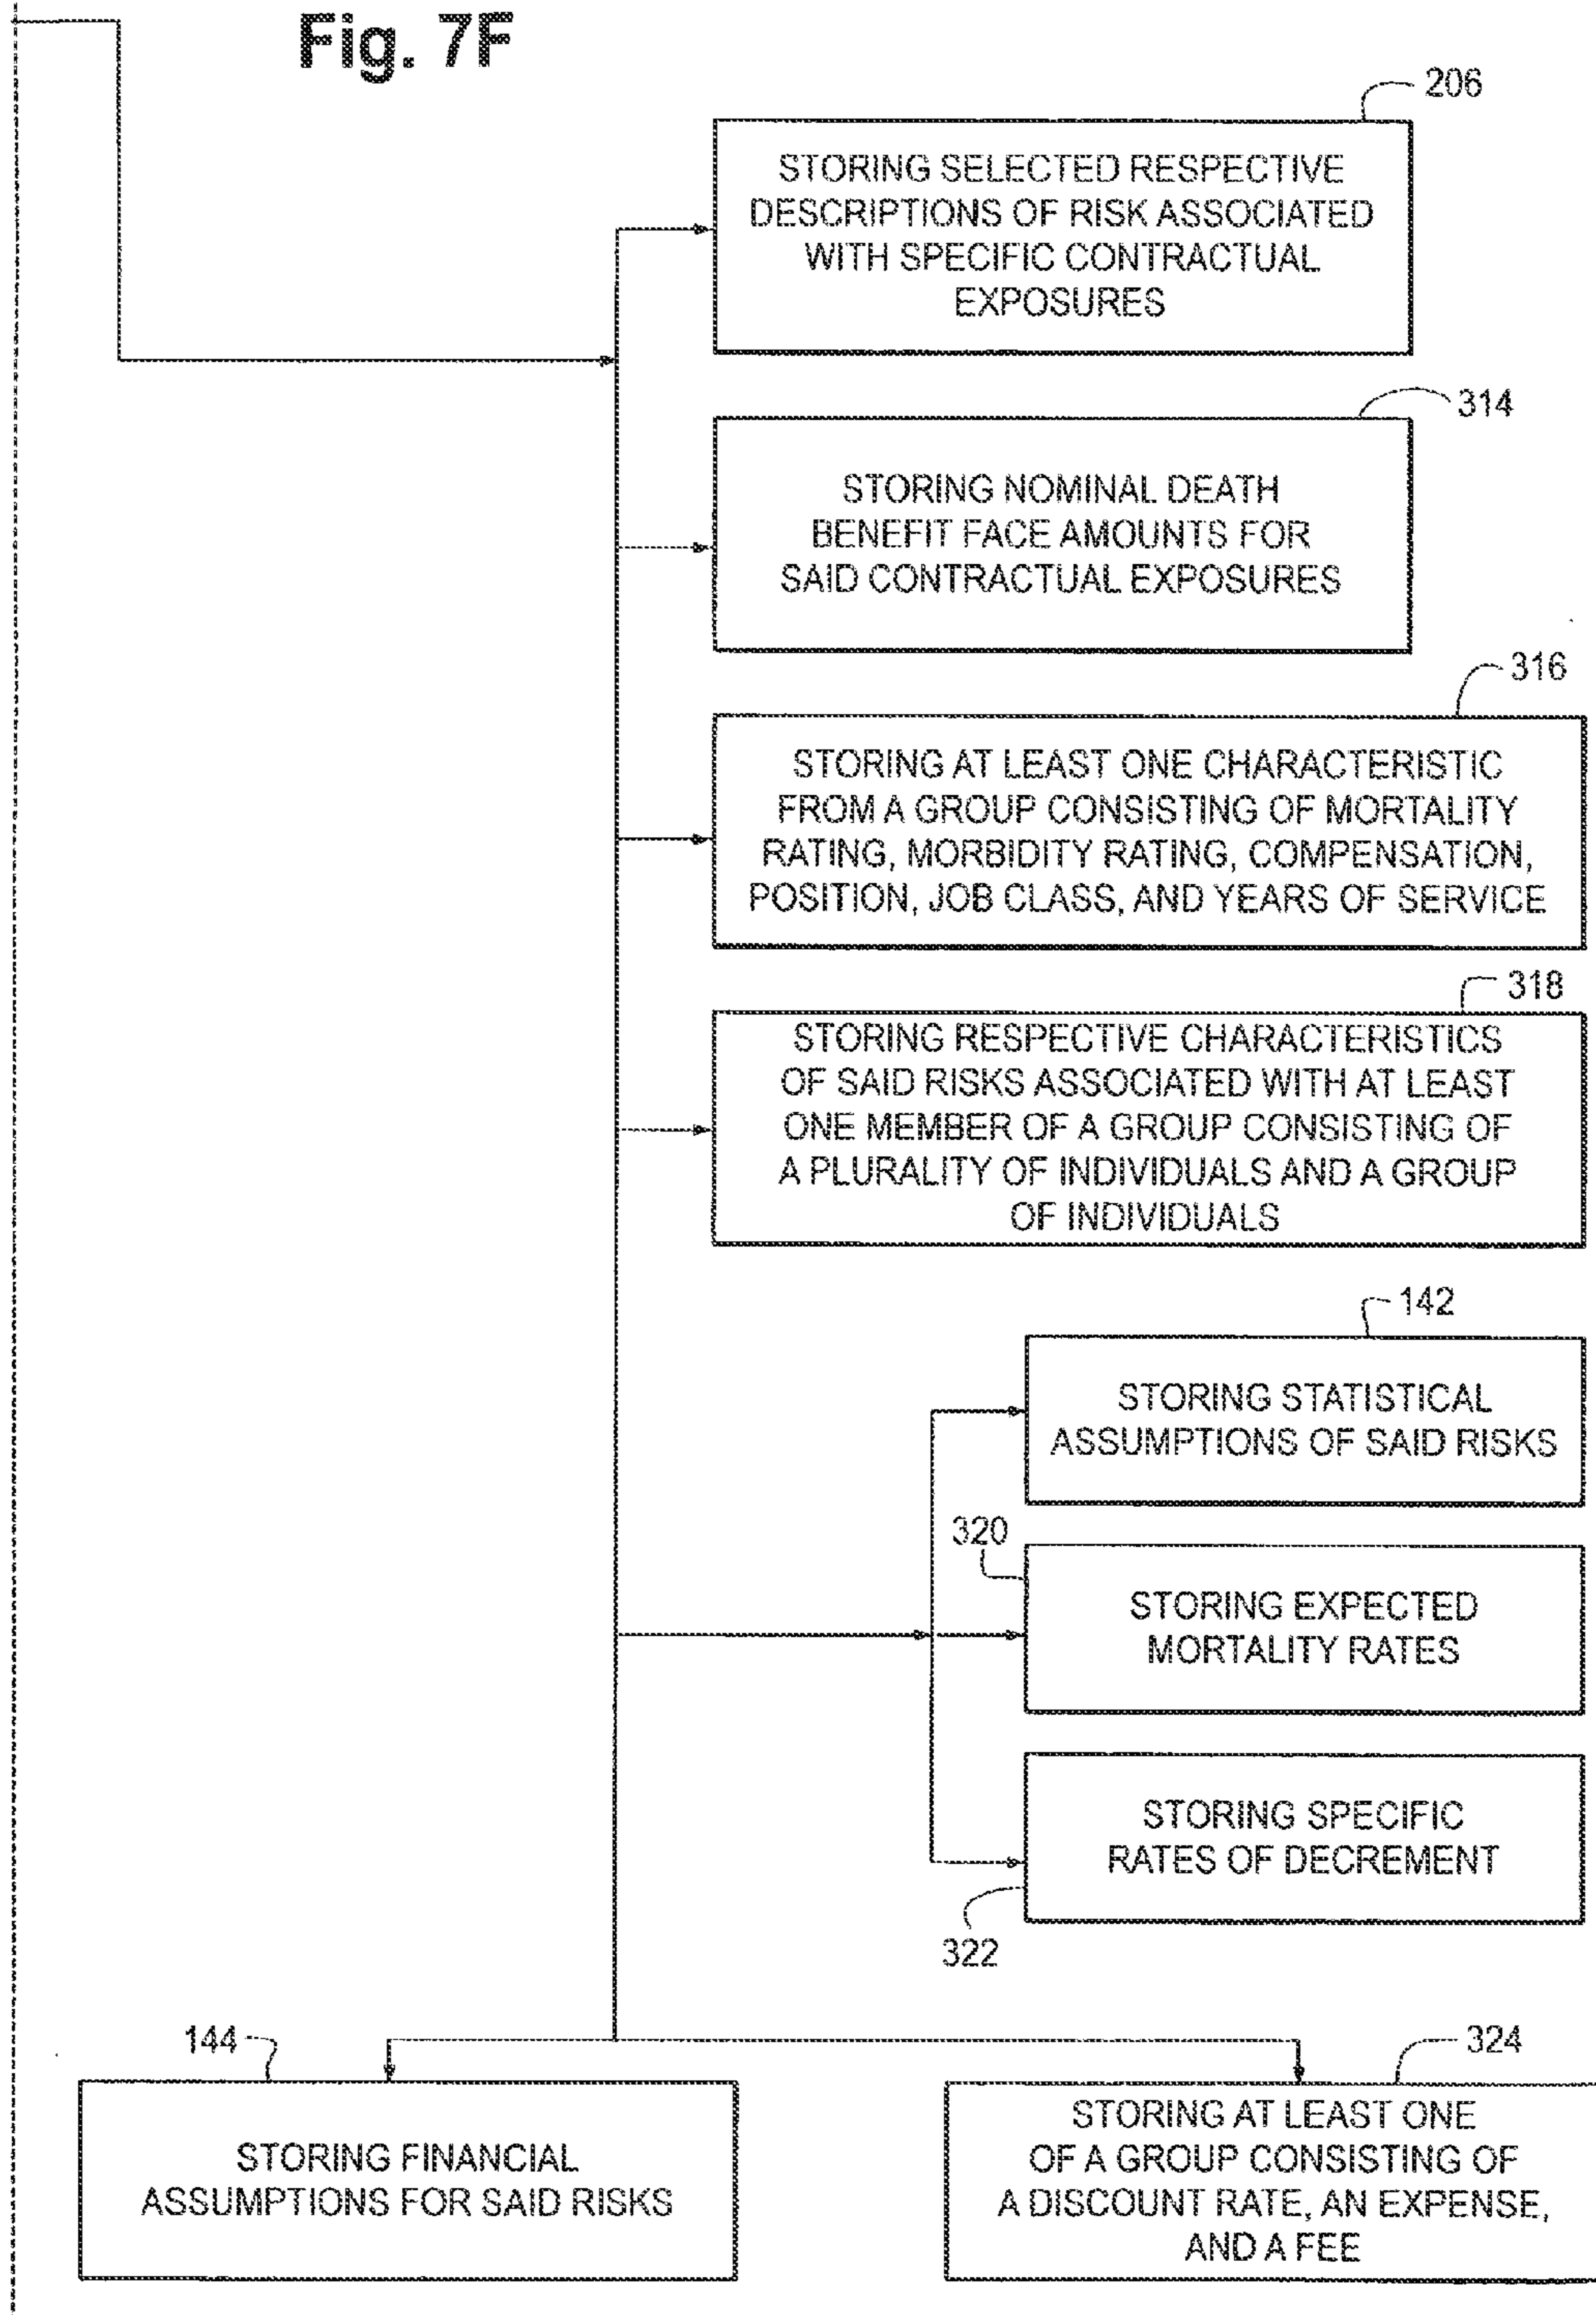 Fig. 7F
206
STORING SELECTED RESPECTIVE
DESCRIPTIONS OF RISK ASSOCIATED
WITH SPECIFIC CONTRACTUAL
EXPOSURES
314
STORING NOMINAL DEATH
BENEFIT FACE AMOUNTS FOR
SAID CONTRACTUAL EXPOSURES
316
STORING AT LEAST ONE CHARACTERISTIC
FROM A GROUP CONSISTING OF MORTALITY
RATING, MORBIDITY RATING, COMPENSATION,
POSITION, JOB CLASS, AND YEARS OF SERVICE
318
STORING RESPECTIVE CHARACTERISTICS
OF SAID RISKS ASSOCIATED WITH AT LEAST
ONE MEMBER OF A GROUP CONSISTING OF
A PLURALITY OF INDIVIDUALS AND A GROUP
OF INDIVIDUALS
142
STORING STATISTICAL
ASSUMPTIONS OF SAID RISKS
320
STORING EXPECTED
MORTALITY RATES
STORING SPECIFIC
RATES OF DECREMENT
322
144
STORING FINANCIAL
ASSUMPTIONS FOR SAID RISKS
324
STORING AT LEAST ONE
OF A GROUP CONSISTING OF
A DISCOUNT RATE, AN EXPENSE,
AND A FEE